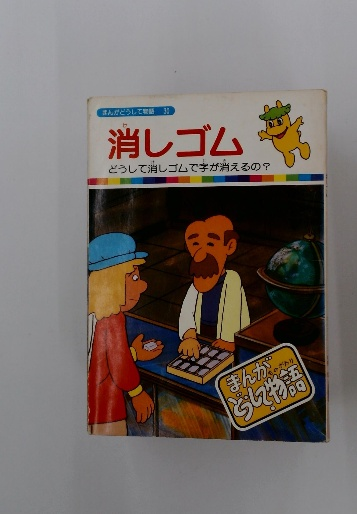 まんがどうして物語 30
消しゴム
どうして消しゴムで字が消えるの？
まんが
どうして物語